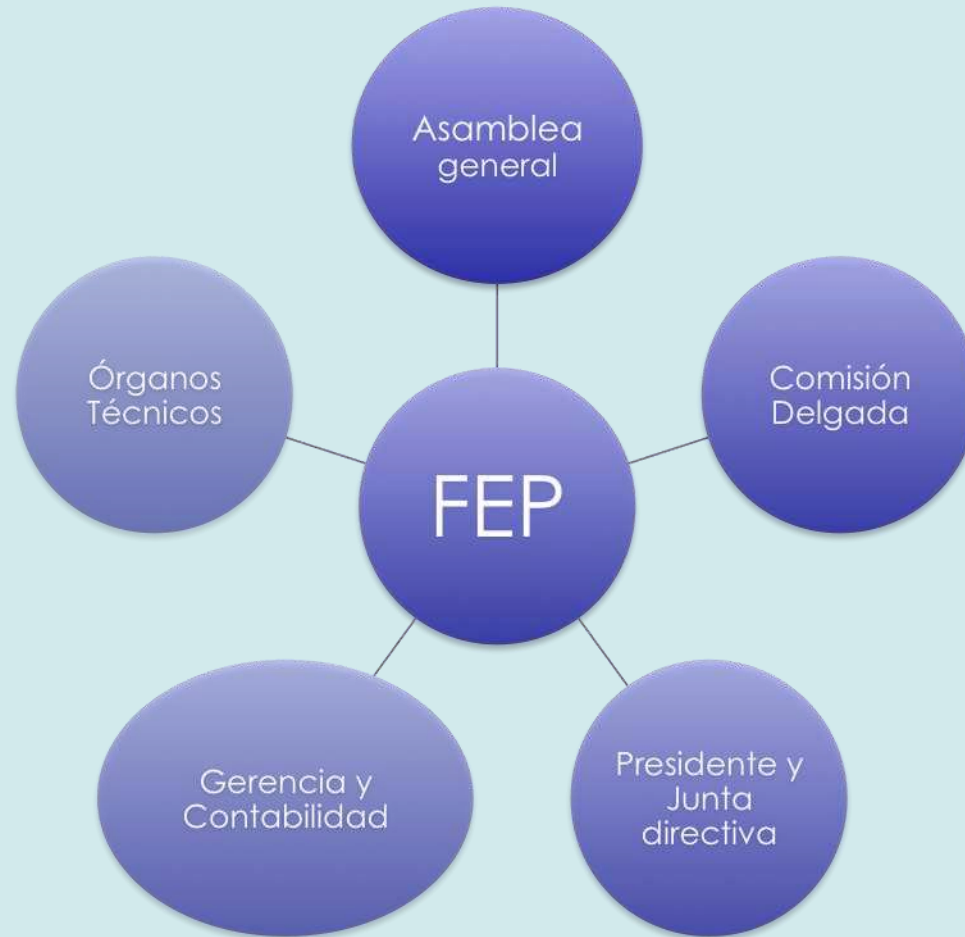 Asamblea
general
Órganos
Técnicos
Comisión
Delgada
FEP
Gerencia y
Contabilidad
Presidente y
Junta
directiva